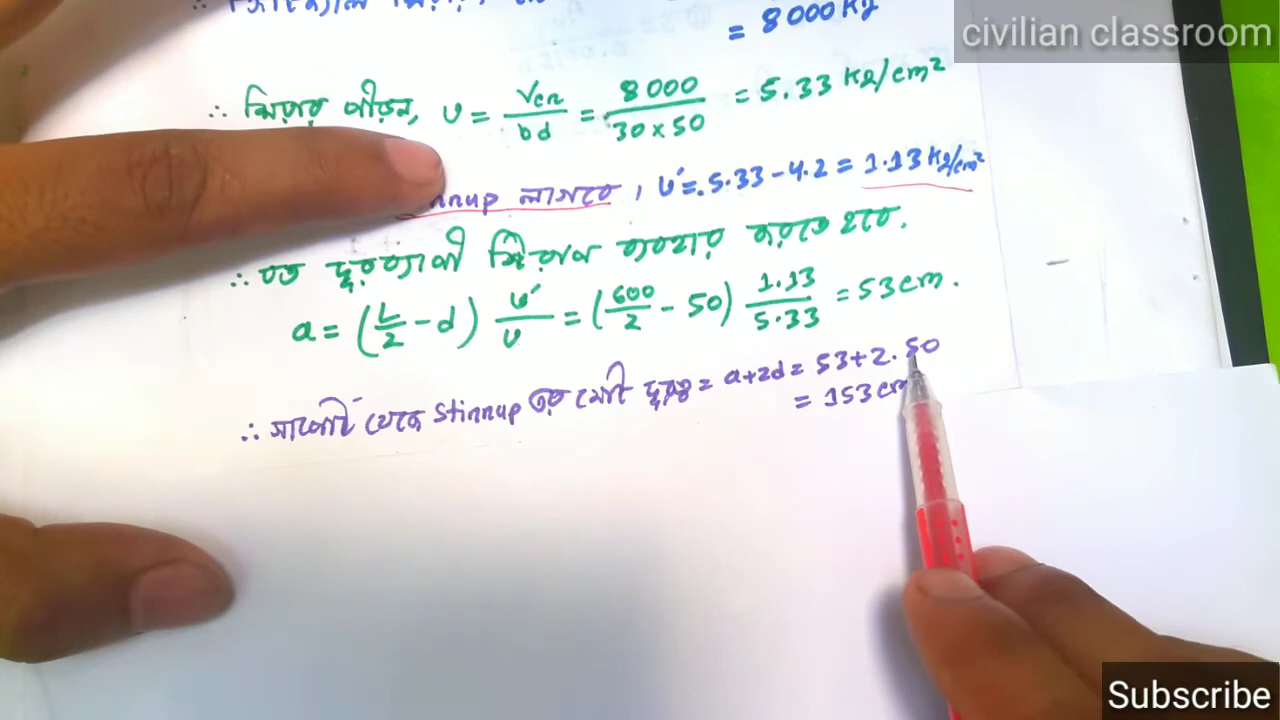 = 8000 Kg
civilian classroom
∴ শিয়ার পীড়ন, υ = Vcr/bd = 8000/30×50 = 5.33 Kg/cm²
লাগবে, υ' = 5.33 - 4.2 = 1.13 Kg/cm²
∴ যত দূরত্বব্যাপী স্টিরাপ ব্যবহার করতে হবে.
a = (L/2 - d) υ'/υ = (600/2 - 50) 1.13/5.33 = 53 cm.
∴ সাপোর্ট থেকে Stirrup এর মোট দূরত্ব = a+2d = 53+2.50
= 153 cm
Subscribe